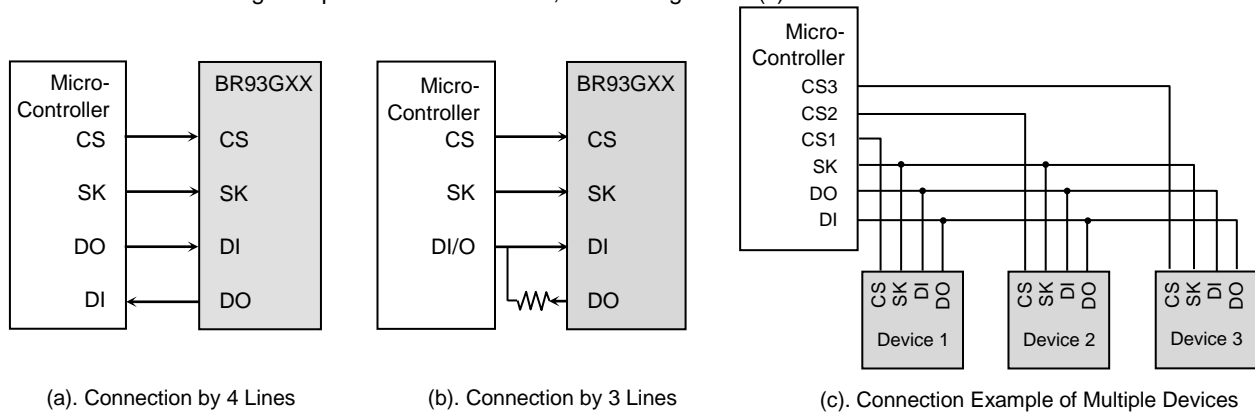 Micro-
Controller
CS
SK
DO
DI
BR93GXX
CS
SK
DI
DO
(a). Connection by 4 Lines
Micro-
Controller
CS
SK
DI/O
BR93GXX
CS
SK
DI
DO
(b). Connection by 3 Lines
Micro-
Controller
CS3
CS2
CS1
SK
DO
DI
CS
SK
DI
DO
Device 1
CS
SK
DI
DO
Device 2
CS
SK
DI
DO
Device 3
(c). Connection Example of Multiple Devices